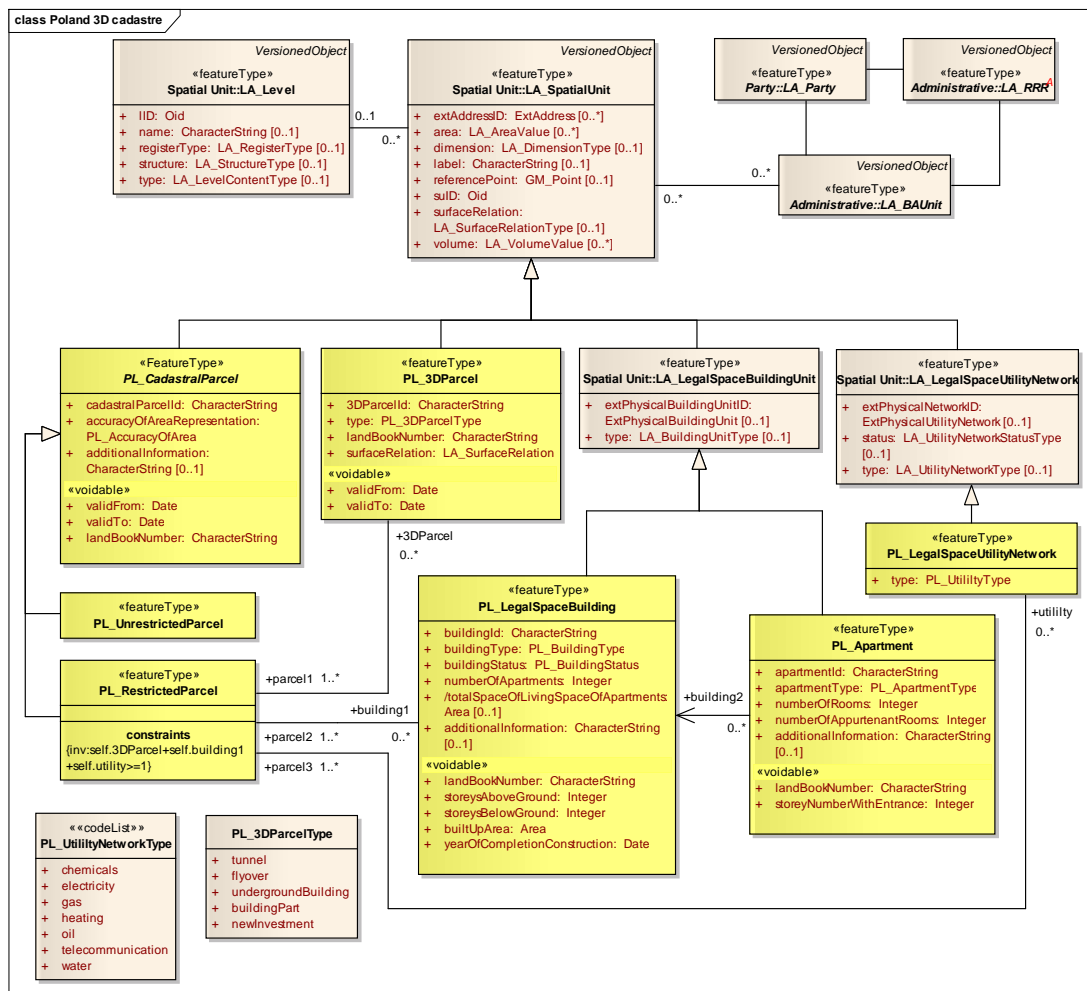 class Poland 3D cadastre
VersionedObject
«featureType»
Spatial Unit::LA_Level
+ lID: Oid
+ name: CharacterString [0..1]
+ registerType: LA_RegisterType [0..1]
+ structure: LA_StructureType [0..1]
+ type: LA_LevelContentType [0..1]
0..1
0..*
VersionedObject
«featureType»
Spatial Unit::LA_SpatialUnit
+ extAddressID: ExtAddress [0..*]
+ area: LA_AreaValue [0..*]
+ dimension: LA_DimensionType [0..1]
+ label: CharacterString [0..1]
+ referencePoint: GM_Point [0..1]
+ suID: Oid
+ surfaceRelation:
LA_SurfaceRelationType [0..1]
+ volume: LA_VolumeValue [0..*]
0..*
0..*
VersionedObject
«featureType»
Party::LA_Party
VersionedObject
«featureType»
Administrative::LA_RRR
A
VersionedObject
«featureType»
Administrative::LA_BAUnit
«FeatureType»
PL_CadastralParcel
+ cadastralParcelId: CharacterString
+ accuracyOfAreaRepresentation:
PL_AccuracyOfArea
+ additionalInformation:
CharacterString [0..1]
«voidable»
+ validFrom: Date
+ validTo: Date
+ landBookNumber: CharacterString
«featureType»
PL_3DParcel
+ 3DParcelId: CharacterString
+ type: PL_3DParcelType
+ landBookNumber: CharacterString
+ surfaceRelation: LA_SurfaceRelation
«voidable»
+ validFrom: Date
+ validTo: Date
«featureType»
Spatial Unit::LA_LegalSpaceBuildingUnit
+ extPhysicalBuildingUnitID:
ExtPhysicalBuildingUnit [0..1]
+ type: LA_BuildingUnitType [0..1]
«featureType»
Spatial Unit::LA_LegalSpaceUtilityNetwork
+ extPhysicalNetworkID:
ExtPhysicalUtilityNetwork [0..1]
+ status: LA_UtilityNetworkStatusType
[0..1]
+ type: LA_UtilityNetworkType [0..1]
«featureType»
PL_LegalSpaceUtilityNetwork
+ type: PL_UtililtyType
+3DParcel
0..*
«featureType»
PL_UnrestrictedParcel
«featureType»
PL_RestrictedParcel
constraints
{inv:self.3DParcel+self.building1
+self.utility>=1}
+parcel1 1..*
+building1
0..*
+parcel2 1..*
+parcel3 1..*
«featureType»
PL_LegalSpaceBuilding
+ buildingId: CharacterString
+ buildingType: PL_BuildingType
+ buildingStatus: PL_BuildingStatus
+ numberOfApartments: Integer
+ /totalSpaceOfLivingSpaceOfApartments:
Area [0..1]
+ additionalInformation: CharacterString
[0..1]
«voidable»
+ landBookNumber: CharacterString
+ storeysAboveGround: Integer
+ storeysBelowGround: Integer
+ builtUpArea: Area
+ yearOfCompletionConstruction: Date
+building2
0..*
«featureType»
PL_Apartment
+ apartmentId: CharacterString
+ apartmentType: PL_ApartmentType
+ numberOfRooms: Integer
+ numberOfAppurtenantRooms: Integer
+ additionalInformation: CharacterString
[0..1]
«voidable»
+ landBookNumber: CharacterString
+ storeyNumberWithEntrance: Integer
+utililty
0..*
««codeList»»
PL_UtililtyNetworkType
+ chemicals
+ electricity
+ gas
+ heating
+ oil
+ telecommunication
+ water
PL_3DParcelType
+ tunnel
+ flyover
+ undergroundBuilding
+ buildingPart
+ newInvestment